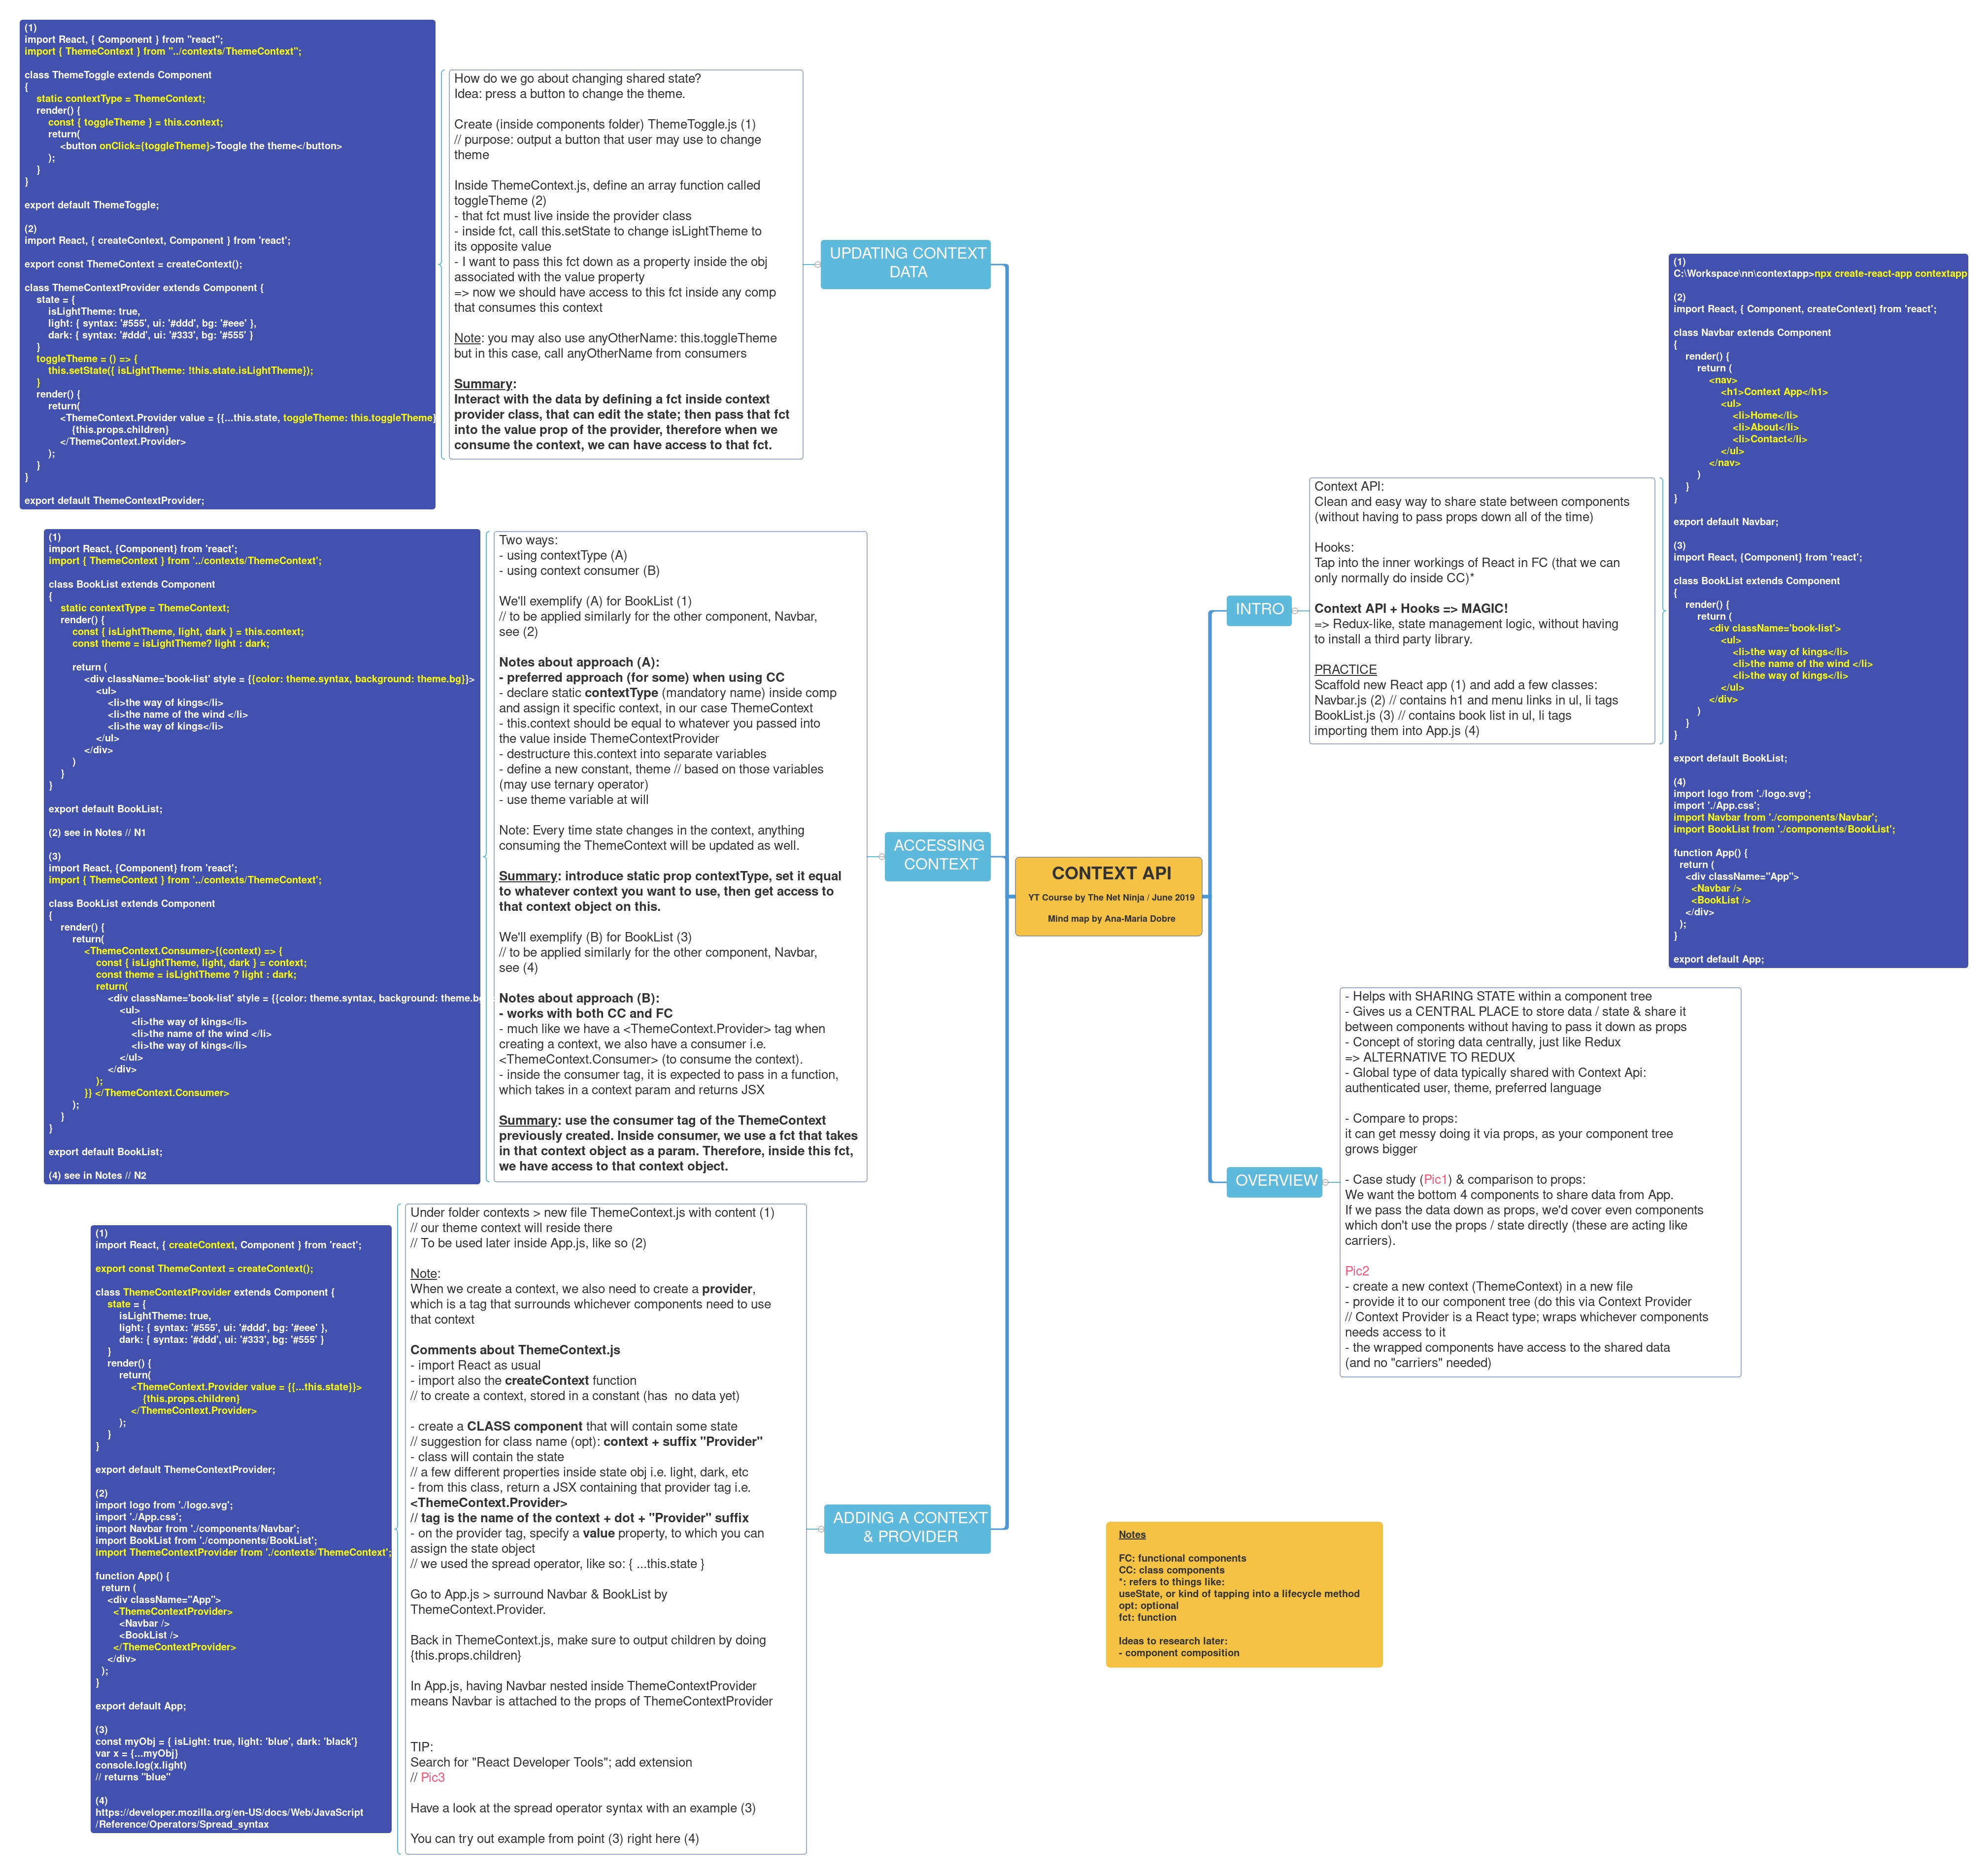 CONTEXT API
YT Course by The Net Ninja / June 2019
Mind map by Ana-Maria Dobre
INTRO
Context API:
Clean and easy way to share state between components
(without having to pass props down all of the time)
Hooks:
Tap into the inner workings of React in FC (that we can
only normally do inside CC)*
Context API + Hooks => MAGIC!
=> Redux-like, state management logic, without having
to install a third party library.
PRACTICE
Scaffold new React app (1) and add a few classes:
Navbar.js (2) // contains h1 and menu links in ul, li tags
BookList.js (3) // contains book list in ul, li tags
importing them into App.js (4)
(1)
C:\Workspace\nn\contextapp>npx create-react-app contextapp
(2)
import React, { Component, createContext} from 'react';
class Navbar extends Component
{
render() {
return (
<nav>
<h1>Context App</h1>
<ul>
<li>Home</li>
<li>About</li>
<li>Contact</li>
</ul>
</nav>
)
}
}
export default Navbar;
(3)
import React, {Component} from 'react';
class BookList extends Component
{
render() {
return (
<div className='book-list'>
<ul>
<li>the way of kings</li>
<li>the name of the wind </li>
<li>the way of kings</li>
</ul>
</div>
)
}
}
export default BookList;
(4)
import logo from './logo.svg';
import './App.css';
import Navbar from './components/Navbar';
import BookList from './components/BookList';
function App() {
return (
<div className="App">
<Navbar />
<BookList />
</div>
);
}
export default App;
OVERVIEW
- Helps with SHARING STATE within a component tree
- Gives us a CENTRAL PLACE to store data / state & share it
between components without having to pass it down as props
- Concept of storing data centrally, just like Redux
=> ALTERNATIVE TO REDUX
- Global type of data typically shared with Context Api:
authenticated user, theme, preferred language
- Compare to props:
it can get messy doing it via props, as your component tree
grows bigger
- Case study (Pic1) & comparison to props:
We want the bottom 4 components to share data from App.
If we pass the data down as props, we'd cover even components
which don't use the props / state directly (these are acting like
carriers).
Pic2
- create a new context (ThemeContext) in a new file
- provide it to our component tree (do this via Context Provider
// Context Provider is a React type; wraps whichever components
needs access to it
- the wrapped components have access to the shared data
(and no "carriers" needed)
ADDING A CONTEXT
& PROVIDER
Under folder contexts > new file ThemeContext.js with content (1)
// our theme context will reside there
// To be used later inside App.js, like so (2)
Note:
When we create a context, we also need to create a provider,
which is a tag that surrounds whichever components need to use
that context
Comments about ThemeContext.js
- import React as usual
- import also the createContext function
// to create a context, stored in a constant (has  no data yet)
- create a CLASS component that will contain some state
// suggestion for class name (opt): context + suffix "Provider"
- class will contain the state
// a few different properties inside state obj i.e. light, dark, etc
- from this class, return a JSX containing that provider tag i.e.
<ThemeContext.Provider>
// tag is the name of the context + dot + "Provider" suffix
- on the provider tag, specify a value property, to which you can
assign the state object
// we used the spread operator, like so: { ...this.state }
Go to App.js > surround Navbar & BookList by
ThemeContext.Provider.
Back in ThemeContext.js, make sure to output children by doing
{this.props.children}
In App.js, having Navbar nested inside ThemeContextProvider
means Navbar is attached to the props of ThemeContextProvider
TIP:
Search for "React Developer Tools"; add extension
// Pic3
Have a look at the spread operator syntax with an example (3)
You can try out example from point (3) right here (4)
(1)
import React, { createContext, Component } from 'react';
export const ThemeContext = createContext();
class ThemeContextProvider extends Component {
state = {
isLightTheme: true,
light: { syntax: '#555', ui: '#ddd', bg: '#eee' },
dark: { syntax: '#ddd', ui: '#333', bg: '#555' }
}
render() {
return(
<ThemeContext.Provider value = {{...this.state}}>
{this.props.children}
</ThemeContext.Provider>
);
}
}
export default ThemeContextProvider;
(2)
import logo from './logo.svg';
import './App.css';
import Navbar from './components/Navbar';
import BookList from './components/BookList';
import ThemeContextProvider from './contexts/ThemeContext';
function App() {
return (
<div className="App">
<ThemeContextProvider>
<Navbar />
<BookList />
</ThemeContextProvider>
</div>
);
}
export default App;
(3)
const myObj = { isLight: true, light: 'blue', dark: 'black'}
var x = {...myObj}
console.log(x.light)
// returns "blue"
(4)
https://developer.mozilla.org/en-US/docs/Web/JavaScript
/Reference/Operators/Spread_syntax
ACCESSING
CONTEXT
Two ways:
- using contextType (A)
- using context consumer (B)
We'll exemplify (A) for BookList (1)
// to be applied similarly for the other component, Navbar,
see (2)
Notes about approach (A):
- preferred approach (for some) when using CC
- declare static contextType (mandatory name) inside comp
and assign it specific context, in our case ThemeContext
- this.context should be equal to whatever you passed into
the value inside ThemeContextProvider
- destructure this.context into separate variables
- define a new constant, theme // based on those variables
(may use ternary operator)
- use theme variable at will
Note: Every time state changes in the context, anything
consuming the ThemeContext will be updated as well.
Summary: introduce static prop contextType, set it equal
to whatever context you want to use, then get access to
that context object on this.
We'll exemplify (B) for BookList (3)
// to be applied similarly for the other component, Navbar,
see (4)
Notes about approach (B):
- works with both CC and FC
- much like we have a <ThemeContext.Provider> tag when
creating a context, we also have a consumer i.e.
<ThemeContext.Consumer> (to consume the context).
- inside the consumer tag, it is expected to pass in a function,
which takes in a context param and returns JSX
Summary: use the consumer tag of the ThemeContext
previously created. Inside consumer, we use a fct that takes
in that context object as a param. Therefore, inside this fct,
we have access to that context object.
(1)
import React, {Component} from 'react';
import { ThemeContext } from '../contexts/ThemeContext';
class BookList extends Component
{
static contextType = ThemeContext;
render() {
const { isLightTheme, light, dark } = this.context;
const theme = isLightTheme? light : dark;
return (
<div className='book-list' style = {{color: theme.syntax, background: theme.bg}}>
<ul>
<li>the way of kings</li>
<li>the name of the wind </li>
<li>the way of kings</li>
</ul>
</div>
)
}
}
export default BookList;
(2) see in Notes // N1
(3)
import React, {Component} from 'react';
import { ThemeContext } from '../contexts/ThemeContext';
class BookList extends Component
{
render() {
return(
<ThemeContext.Consumer>{(context) => {
const { isLightTheme, light, dark } = context;
const theme = isLightTheme ? light : dark;
return(
<div className='book-list' style = {{color: theme.syntax, background: theme.b
<ul>
<li>the way of kings</li>
<li>the name of the wind </li>
<li>the way of kings</li>
</ul>
</div>
);
}} </ThemeContext.Consumer>
);
}
}
export default BookList;
(4) see in Notes // N2
UPDATING CONTEXT
DATA
How do we go about changing shared state?
Idea: press a button to change the theme.
Create (inside components folder) ThemeToggle.js (1)
// purpose: output a button that user may use to change
theme
Inside ThemeContext.js, define an array function called
toggleTheme (2)
- that fct must live inside the provider class
- inside fct, call this.setState to change isLightTheme to
its opposite value
- I want to pass this fct down as a property inside the obj
associated with the value property
=> now we should have access to this fct inside any comp
that consumes this context
Note: you may also use anyOtherName: this.toggleTheme
but in this case, call anyOtherName from consumers
Summary:
Interact with the data by defining a fct inside context
provider class, that can edit the state; then pass that fct
into the value prop of the provider, therefore when we
consume the context, we can have access to that fct.
(1)
import React, { Component } from "react";
import { ThemeContext } from "../contexts/ThemeContext";
class ThemeToggle extends Component
{
static contextType = ThemeContext;
render() {
const { toggleTheme } = this.context;
return(
<button onClick={toggleTheme}>Toogle the theme</button>
);
}
}
export default ThemeToggle;
(2)
import React, { createContext, Component } from 'react';
export const ThemeContext = createContext();
class ThemeContextProvider extends Component {
state = {
isLightTheme: true,
light: { syntax: '#555', ui: '#ddd', bg: '#eee' },
dark: { syntax: '#ddd', ui: '#333', bg: '#555' }
}
toggleTheme = () => {
this.setState({ isLightTheme: !this.state.isLightTheme});
}
render() {
return(
<ThemeContext.Provider value = {{...this.state, toggleTheme: this.toggleTheme}
{this.props.children}
</ThemeContext.Provider>
);
}
}
export default ThemeContextProvider;
Notes
FC: functional components
CC: class components
*: refers to things like:
useState, or kind of tapping into a lifecycle method
opt: optional
fct: function
Ideas to research later:
- component composition